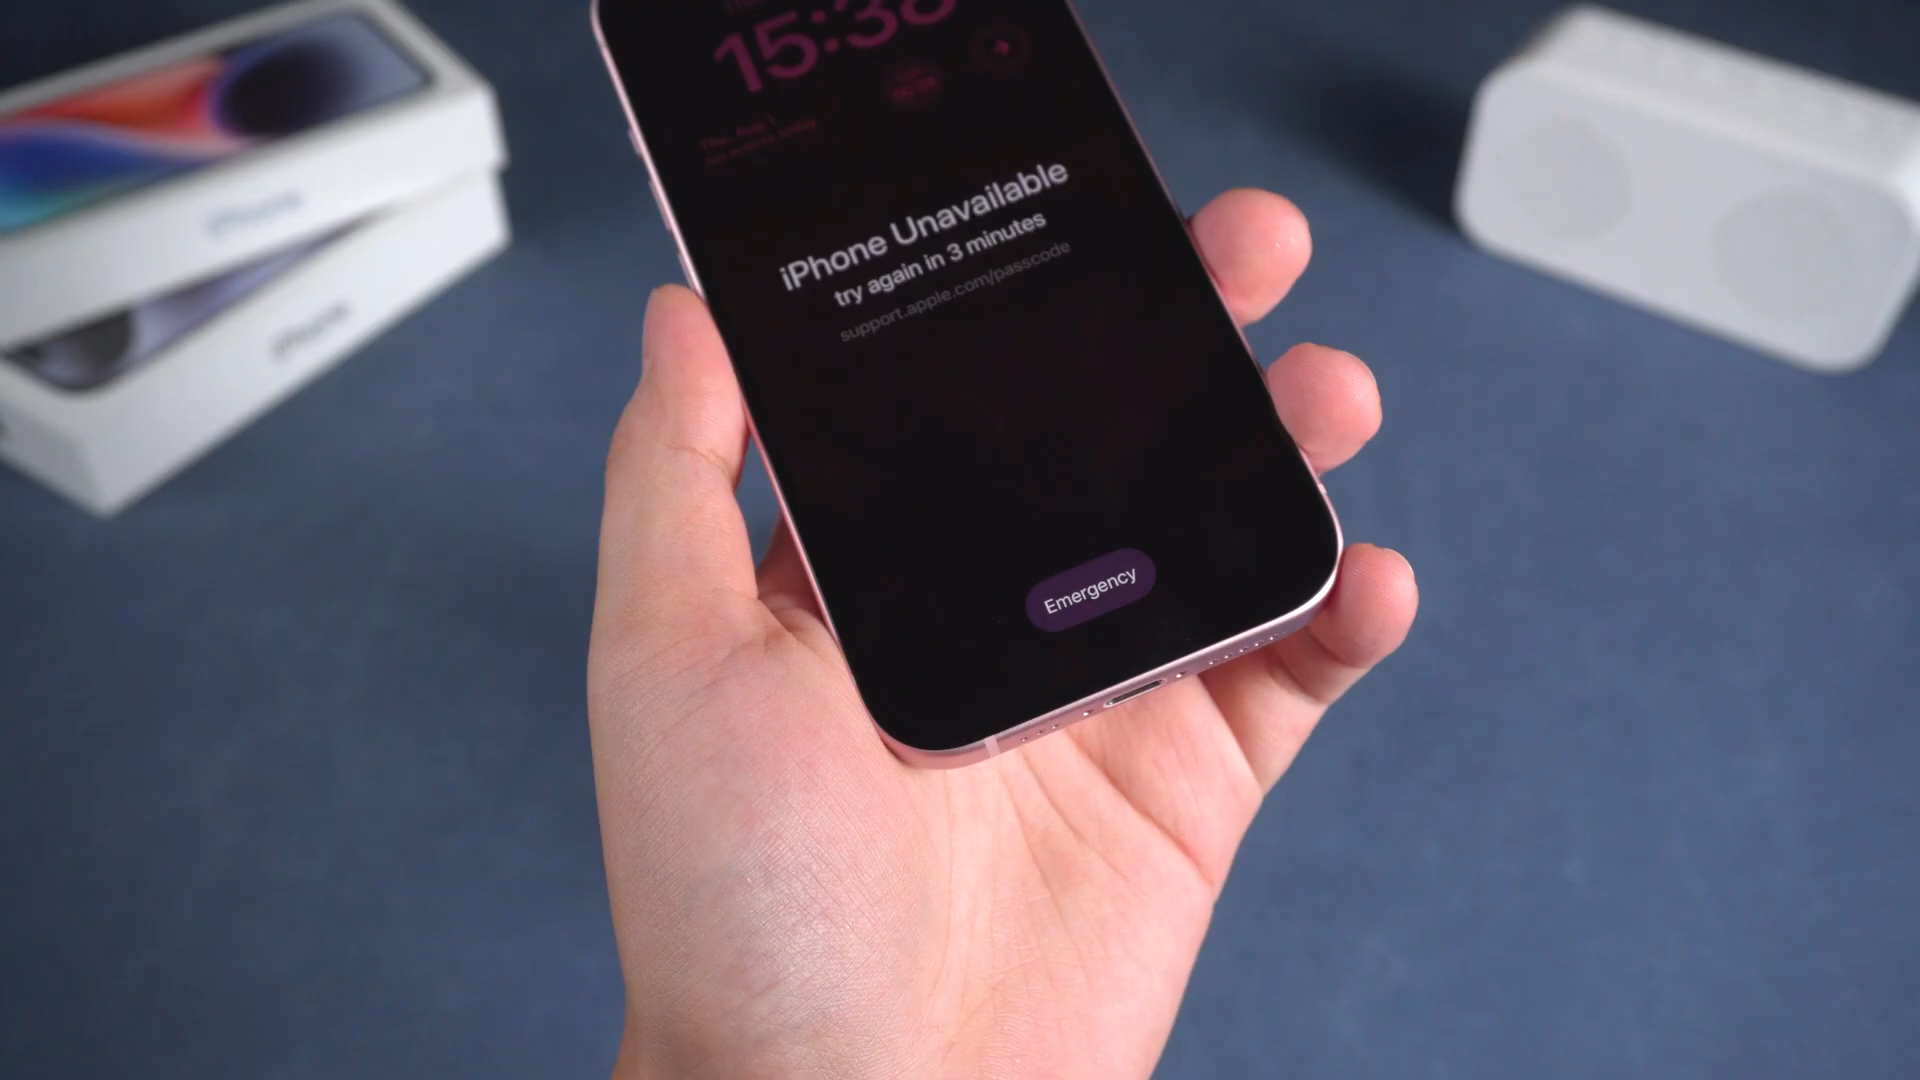 15:38
iPhone Unavailable
try again in 3 minutes
support.apple.com/passcode
Emergency
iPhone
iPhone